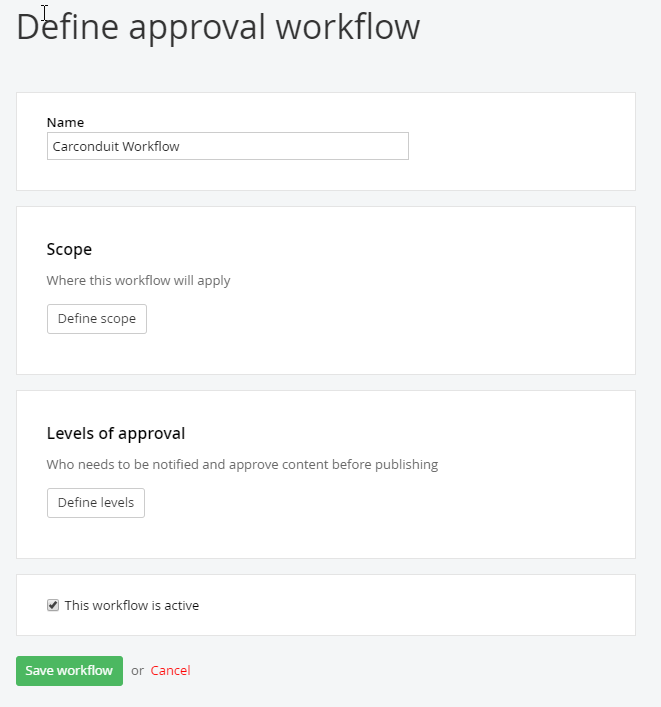 Define approval workflow
Name
Carconduit Workflow
Scope
Where this workflow will apply
Define scope
Levels of approval
Who needs to be notified and approve content before publishing
Define levels
This workflow is active
Save workflow or Cancel